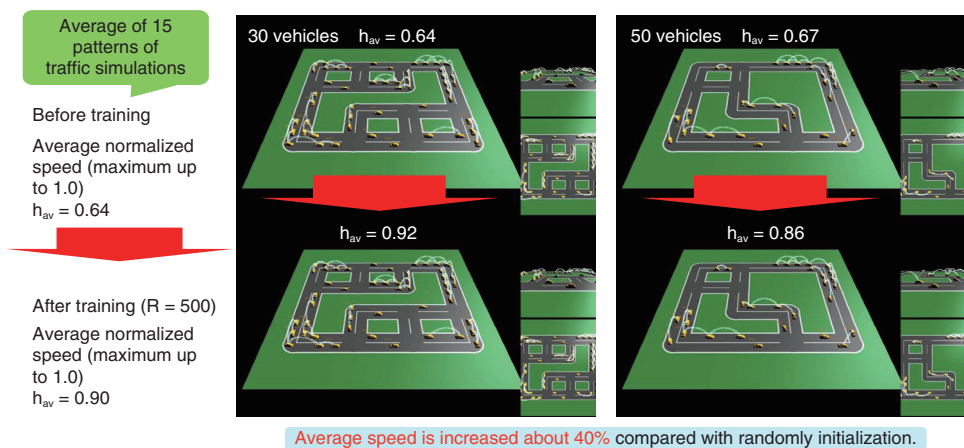 Average of 15
patterns of
traffic simulations
Before training
Average normalized
speed (maximum up
to 1.0)
hav = 0.64
After training (R = 500)
Average normalized
speed (maximum up
to 1.0)
hav = 0.90
30 vehicles hav = 0.64
hav = 0.92
50 vehicles hav = 0.67
hav = 0.86
Average speed is increased about 40% compared with randomly initialization.